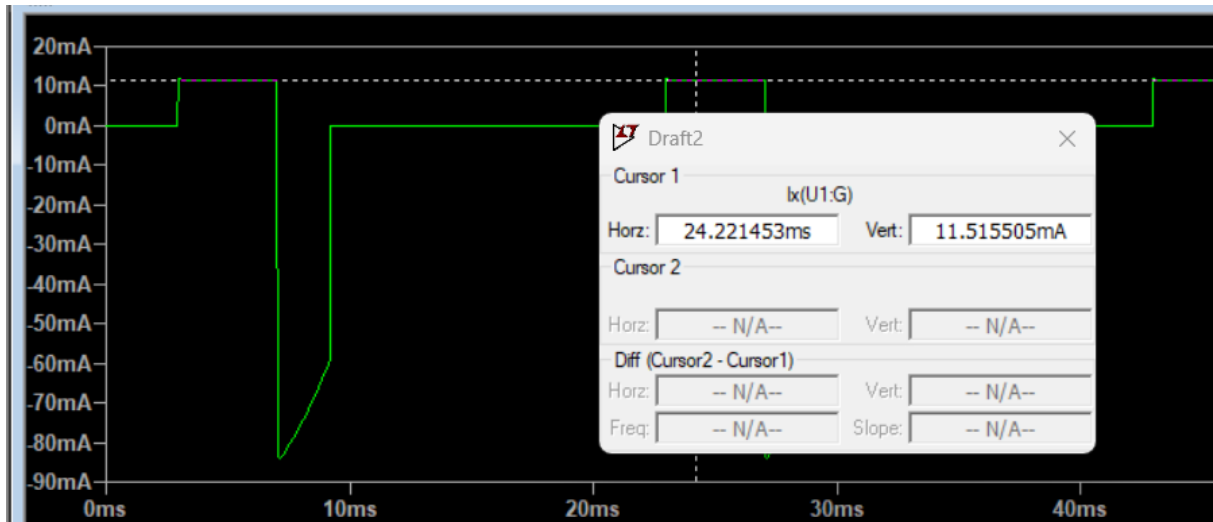 20mA
10mA
0mA
-10mA
-20mA
-30mA
-40mA
-50mA
-60mA
-70mA
-80mA
-90mA
0ms 10ms 20ms 30ms 40ms
Draft2
Cursor 1
Ix(U1:G)
Horz: 24.221453ms Vert: 11.515505mA
Cursor 2
Horz: -- N/A-- Vert: -- N/A--
Diff (Cursor2 - Cursor1)
Horz: -- N/A-- Vert: -- N/A--
Freq: -- N/A-- Slope: -- N/A--